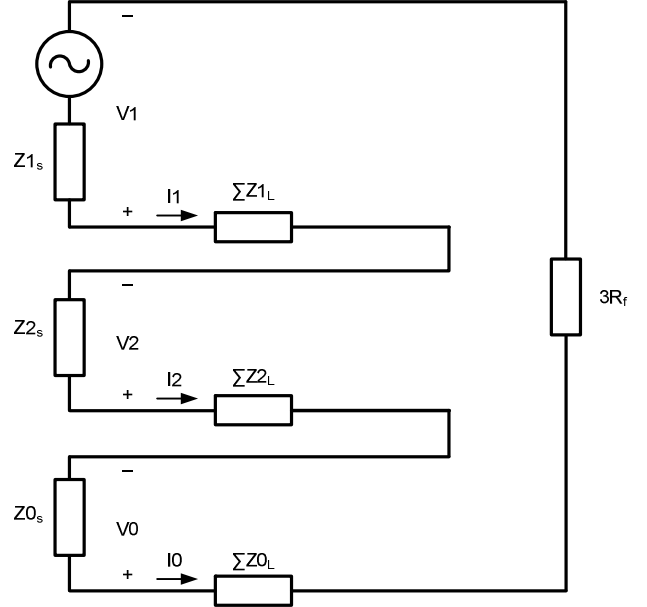 −
V1
Z1s
+ I1 ∑Z1L
−
3Rf
Z2s
V2
+ I2 ∑Z2L
−
Z0s
V0
+ I0 ∑Z0L